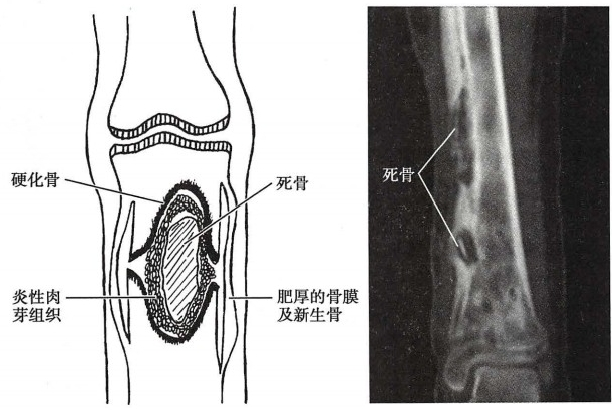 硬化骨
死骨
炎性肉
芽组织
肥厚的骨膜
及新生骨
死骨